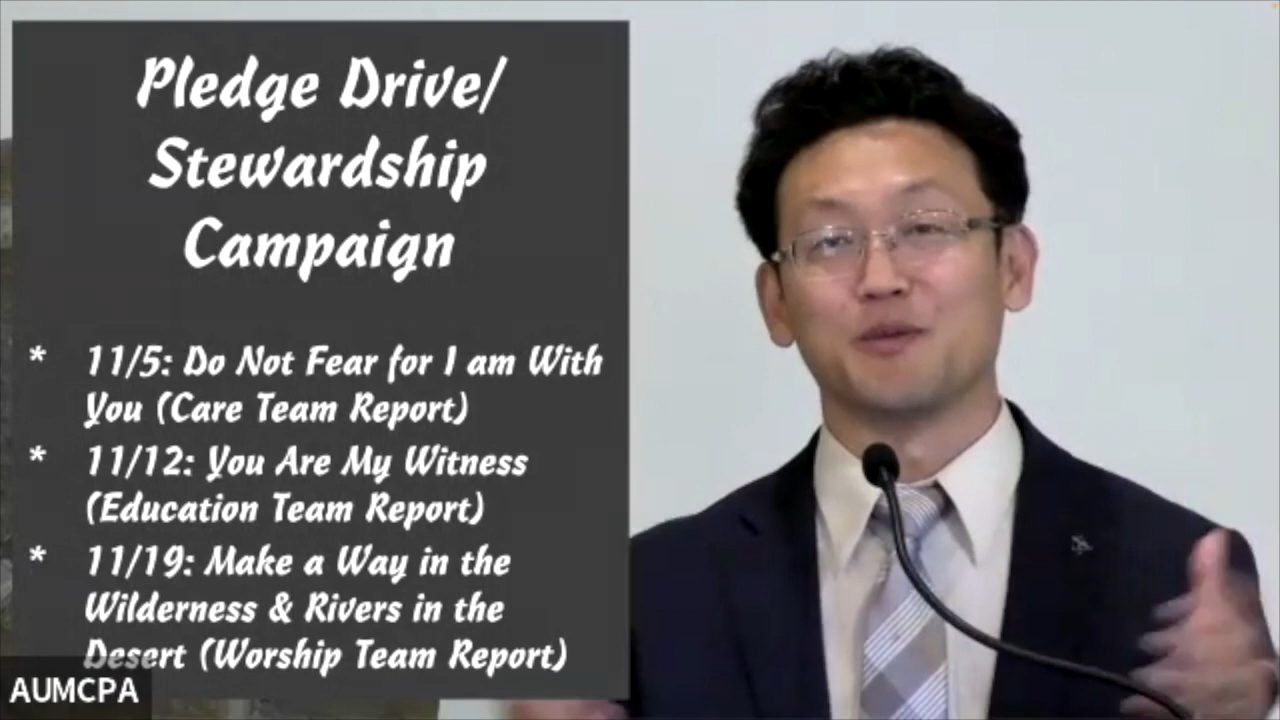 Pledge Drive/
Stewardship
Campaign
* 11/5: Do Not Fear for I am With
You (Care Team Report)
* 11/12: You Are My Witness
(Education Team Report)
* 11/19: Make a Way in the
Wilderness & Rivers in the
Desert (Worship Team Report)
AUMCPA